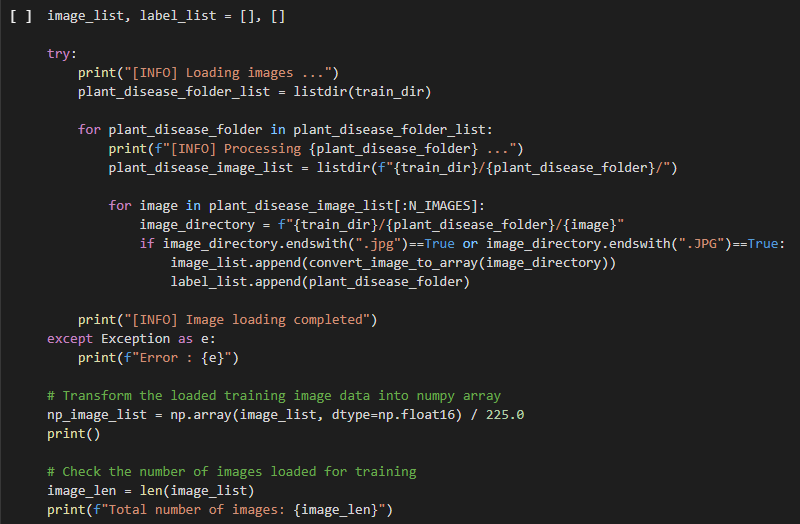 [ ] image_list, label_list = [], []
try:
print("[INFO] Loading images ...")
plant_disease_folder_list = listdir(train_dir)
for plant_disease_folder in plant_disease_folder_list:
print(f"[INFO] Processing {plant_disease_folder} ...")
plant_disease_image_list = listdir(f"{train_dir}/{plant_disease_folder}/")
for image in plant_disease_image_list[:N_IMAGES]:
image_directory = f"{train_dir}/{plant_disease_folder}/{image}"
if image_directory.endswith(".jpg")==True or image_directory.endswith(".JPG")==True:
image_list.append(convert_image_to_array(image_directory))
label_list.append(plant_disease_folder)
print("[INFO] Image loading completed")
except Exception as e:
print(f"Error : {e}")
# Transform the loaded training image data into numpy array
np_image_list = np.array(image_list, dtype=np.float16) / 225.0
print()
# Check the number of images loaded for training
image_len = len(image_list)
print(f"Total number of images: {image_len}")